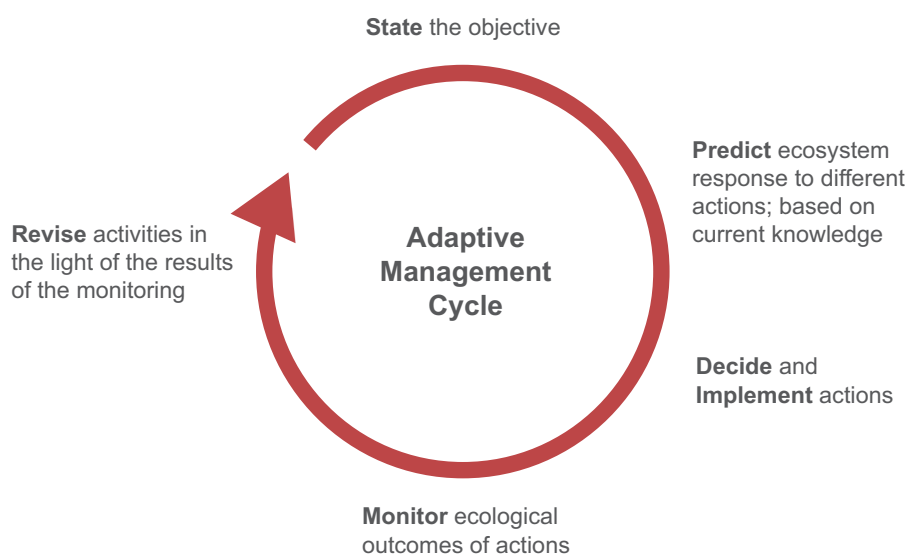 State the objective
Predict ecosystem
response to different
actions; based on
current knowledge
Decide and
Implement actions
Monitor ecological
outcomes of actions
Revise activities in
the light of the results
of the monitoring
Adaptive
Management
Cycle